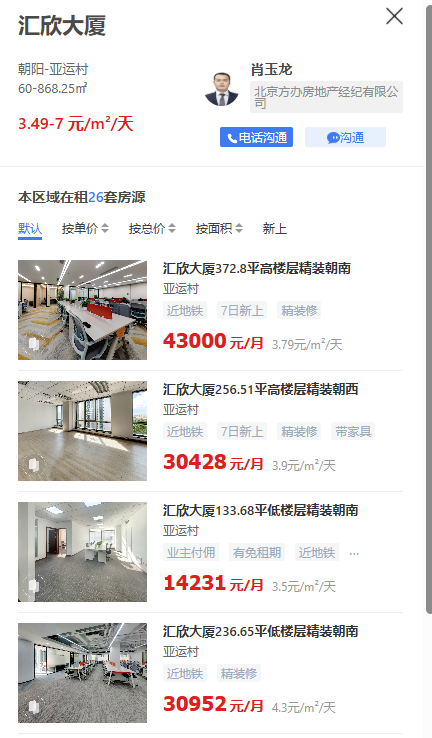 汇欣大厦
朝阳-亚运村
60-868.25㎡
3.49-7 元/m²/天
肖玉龙
北京方办房地产经纪有限公司
电话沟通
沟通
本区域在租26套房源
默认 按单价 按总价 按面积 新上
汇欣大厦372.8平高楼层精装朝南
亚运村
近地铁 7日新上 精装修
43000 元/月 3.79元/m²/天
汇欣大厦256.51平高楼层精装朝西
亚运村
近地铁 7日新上 精装修 带家具
30428 元/月 3.9元/m²/天
汇欣大厦133.68平低楼层精装朝南
亚运村
业主付佣 有免租期 近地铁 ...
14231 元/月 3.5元/m²/天
汇欣大厦236.65平低楼层精装朝南
亚运村
近地铁 精装修
30952 元/月 4.3元/m²/天